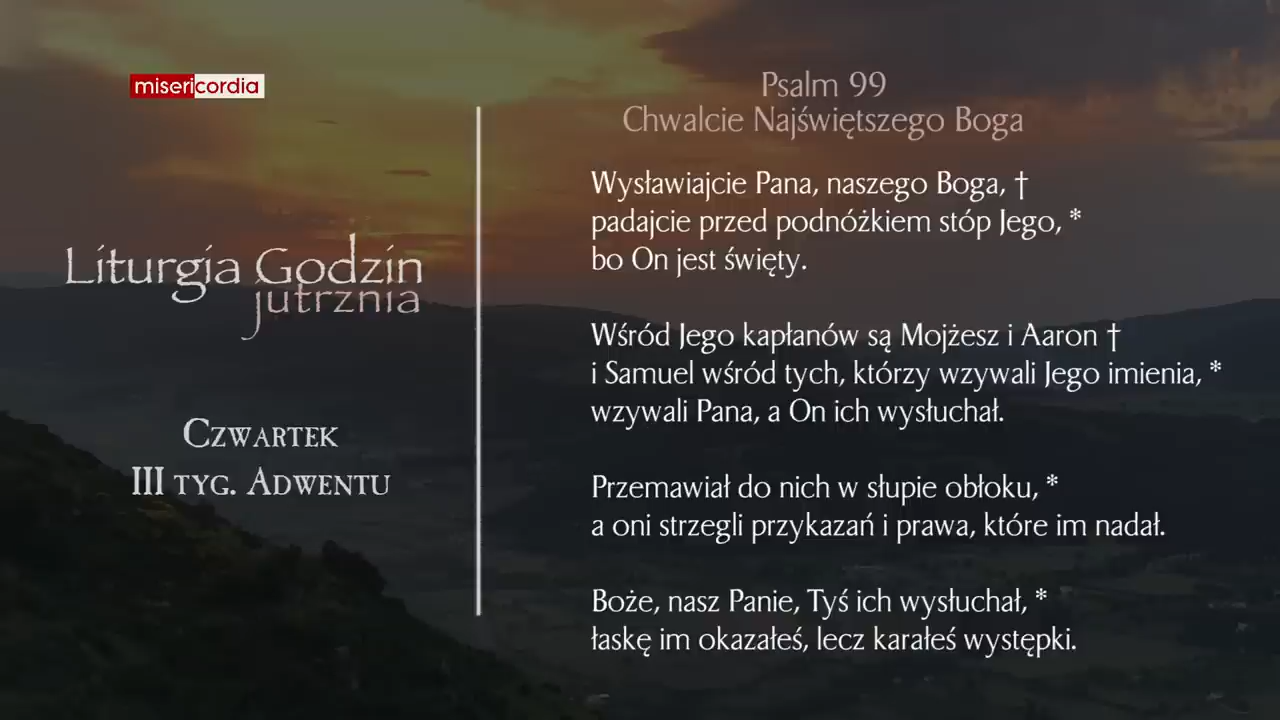 misericordia
Liturgia Godzin
jutrznia
Czwartek
III tyg. Adwentu
Psalm 99
Chwalcie Najświętszego Boga
Wysławiajcie Pana, naszego Boga, †
padajcie przed podnóżkiem stóp Jego, *
bo On jest święty.
Wśród Jego kapłanów są Mojżesz i Aaron †
i Samuel wśród tych, którzy wzywali Jego imienia, *
wzywali Pana, a On ich wysłuchał.
Przemawiał do nich w słupie obłoku, *
a oni strzegli przykazań i prawa, które im nadał.
Boże, nasz Panie, Tyś ich wysłuchał, *
łaskę im okazałeś, lecz karałeś występki.